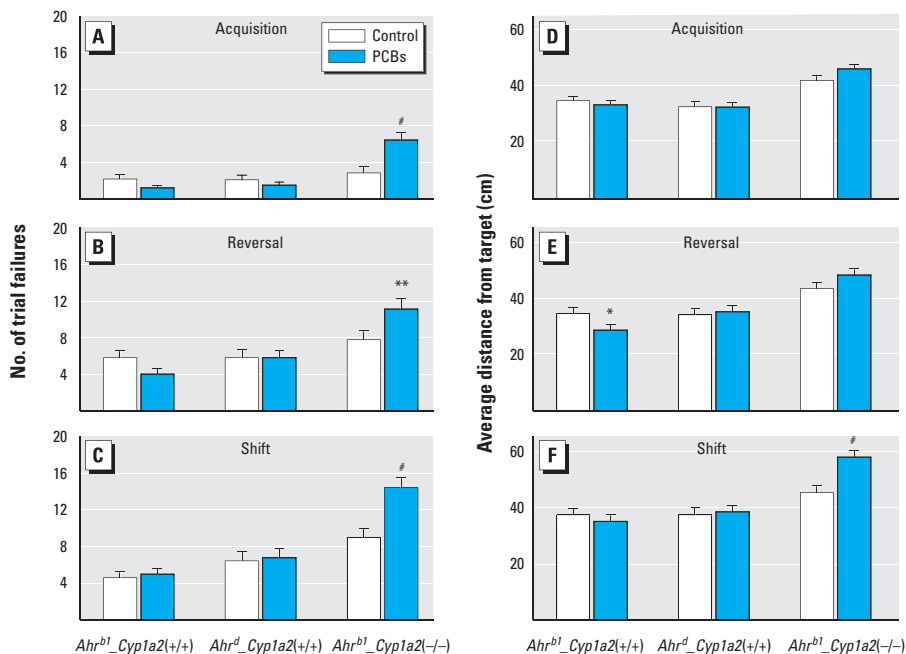 No. of trial failures
A
Acquisition
Control
PCBs
20
16
12
8
4
#
B
Reversal
20
16
12
8
4
**
C
Shift
20
16
12
8
4
#
Ahr^b1_Cyp1a2(+/+) Ahr^d_Cyp1a2(+/+) Ahr^b1_Cyp1a2(–/–)
Average distance from target (cm)
D
Acquisition
60
40
20
E
Reversal
60
40
20
*
F
Shift
60
40
20
#
Ahr^b1_Cyp1a2(+/+) Ahr^d_Cyp1a2(+/+) Ahr^b1_Cyp1a2(–/–)